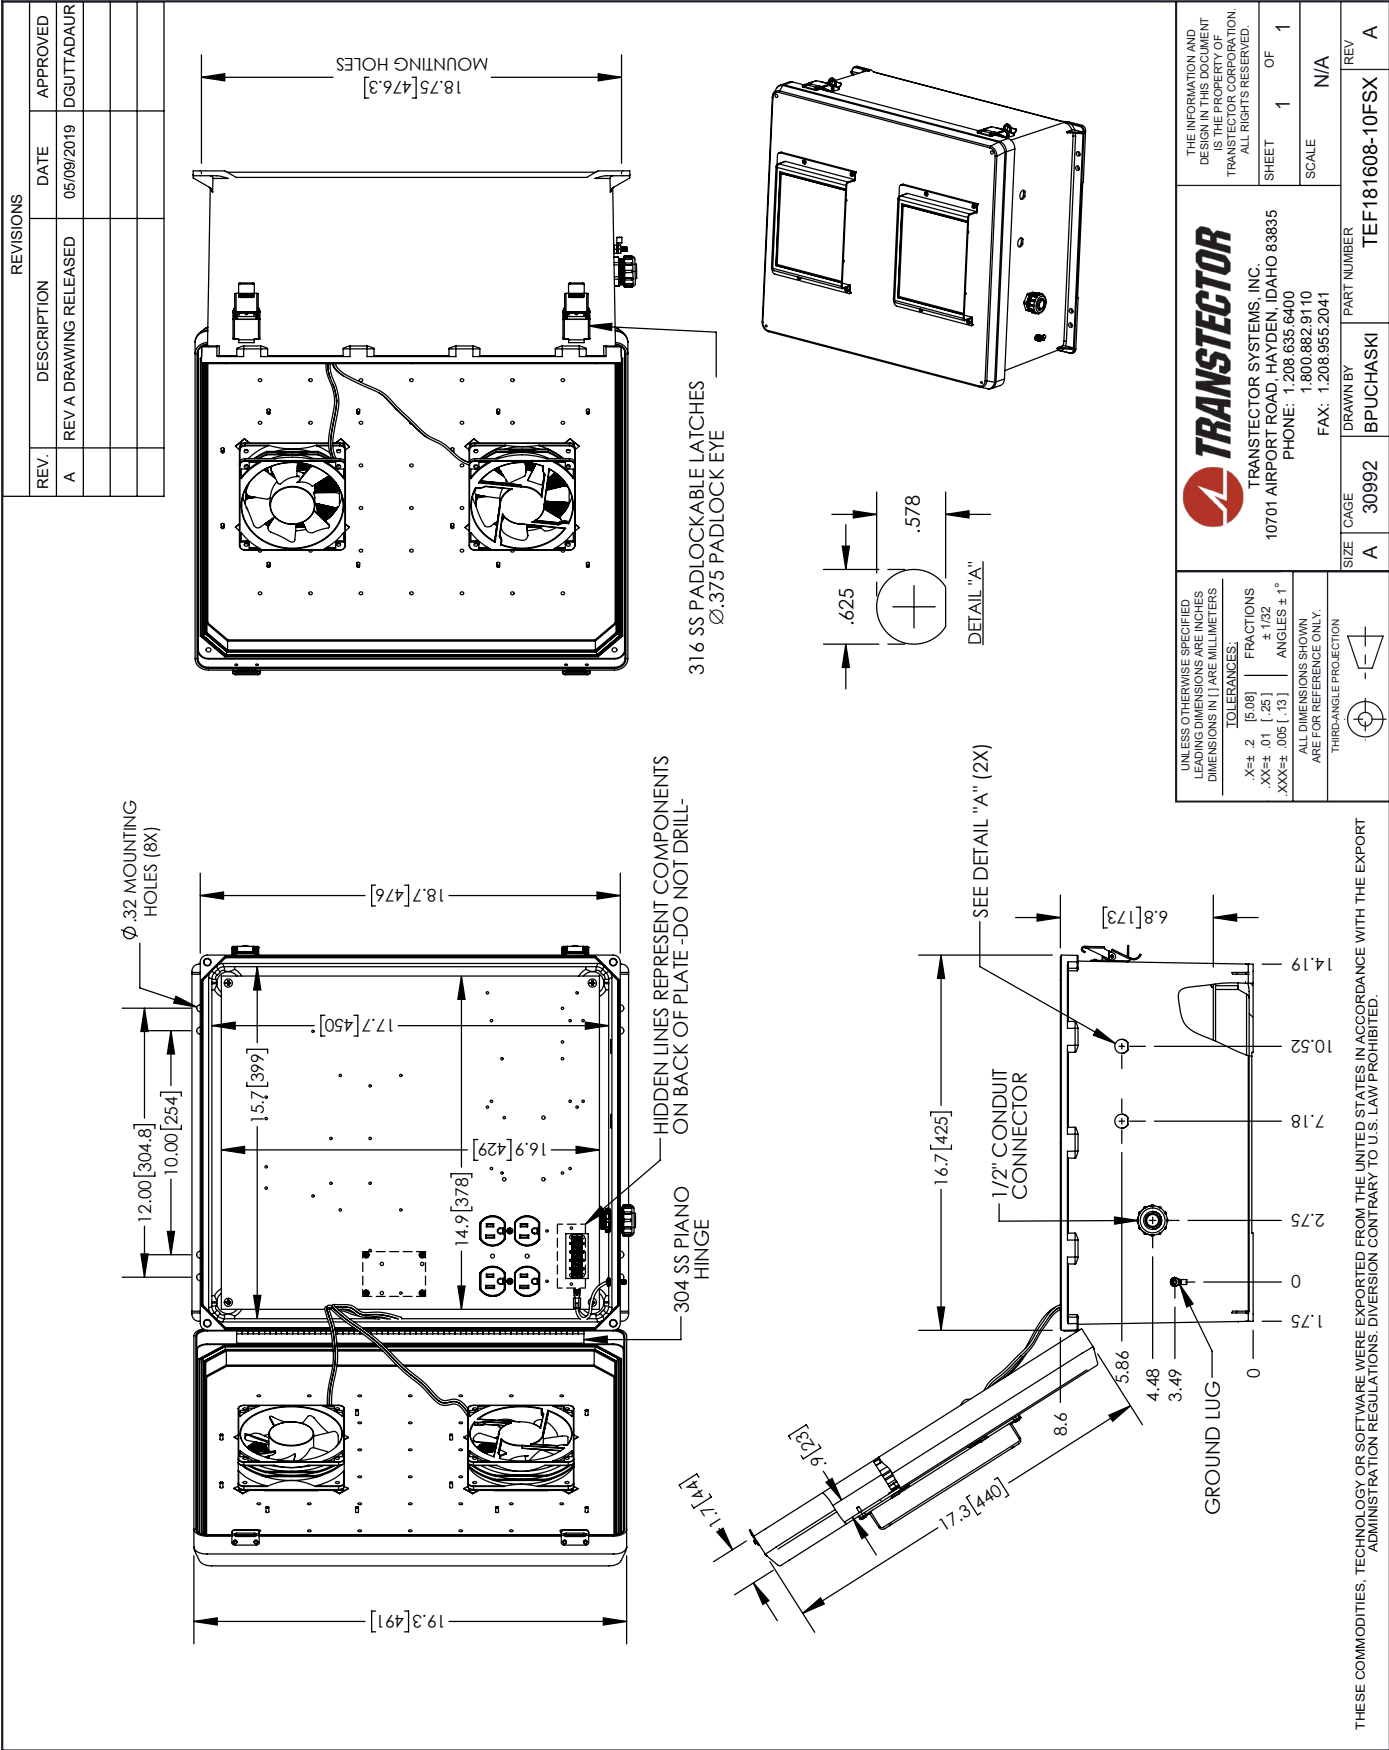 REVISIONS
REV. DESCRIPTION DATE APPROVED
A REV A DRAWING RELEASED 05/09/2019 DGUTTADAUR
Ø.32 MOUNTING
HOLES (8X)
12.00 [304.8]
10.00 [254]
15.7 [399]
14.9 [378]
17.7[450]
16.9[429]
18.7[476]
19.3[491]
18.75[476.3]
MOUNTING HOLES
316 SS PADLOCKABLE LATCHES
Ø.375 PADLOCK EYE
HIDDEN LINES REPRESENT COMPONENTS
ON BACK OF PLATE -DO NOT DRILL-
304 SS PIANO
HINGE
.625
.578
DETAIL "A"
SEE DETAIL "A" (2X)
1/2" CONDUIT
CONNECTOR
16.7 [425]
6.8[173]
1.7[44]
.9[23]
17.3[440]
8.6
5.86
4.48
3.49
0
GROUND LUG
1.75
0
2.75
7.18
10.52
14.19
THESE COMMODITIES, TECHNOLOGY OR SOFTWARE WERE EXPORTED FROM THE UNITED STATES IN ACCORDANCE WITH THE EXPORT
ADMINISTRATION REGULATIONS. DIVERSION CONTRARY TO U.S. LAW PROHIBITED.
UNLESS OTHERWISE SPECIFIED
LEADING DIMENSIONS ARE INCHES
DIMENSIONS IN [ ] ARE MILLIMETERS
TOLERANCES:
.X=± .2 [5.08] FRACTIONS
.XX=± .01 [.25] ± 1/32
.XXX=± .005 [.13] ANGLES ± 1°
ALL DIMENSIONS SHOWN
ARE FOR REFERENCE ONLY.
THIRD-ANGLE PROJECTION
TRANSTECTOR
TRANSTECTOR SYSTEMS, INC.
10701 AIRPORT ROAD, HAYDEN, IDAHO 83835
PHONE: 1.208.635.6400
1.800.882.9110
FAX: 1.208.955.2041
THE INFORMATION AND
DESIGN IN THIS DOCUMENT
IS THE PROPERTY OF
TRANSTECTOR CORPORATION.
ALL RIGHTS RESERVED.
SHEET 1 OF 1
SCALE N/A
SIZE A
CAGE 30992
DRAWN BY BPUCHASKI
PART NUMBER TEF181608-10FSX
REV A